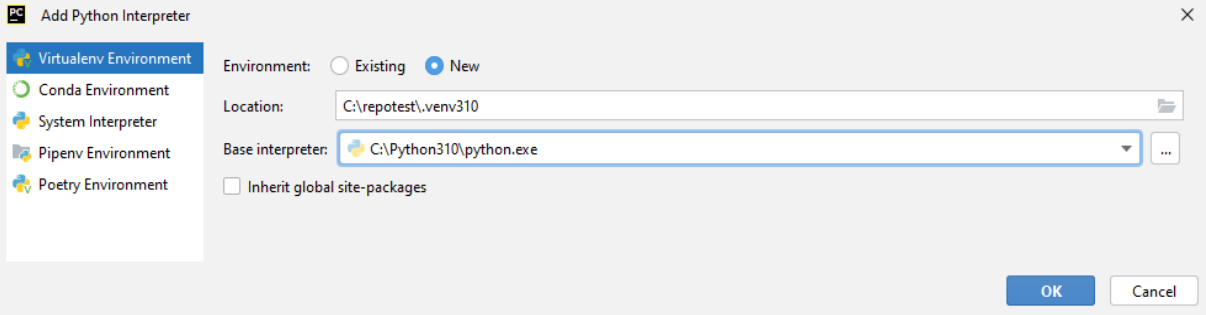 PC Add Python Interpreter
Virtualenv Environment
Conda Environment
System Interpreter
Pipenv Environment
Poetry Environment
Environment: Existing New
Location: C:\repotest\.venv310
Base interpreter: C:\Python310\python.exe ...
Inherit global site-packages
OK Cancel